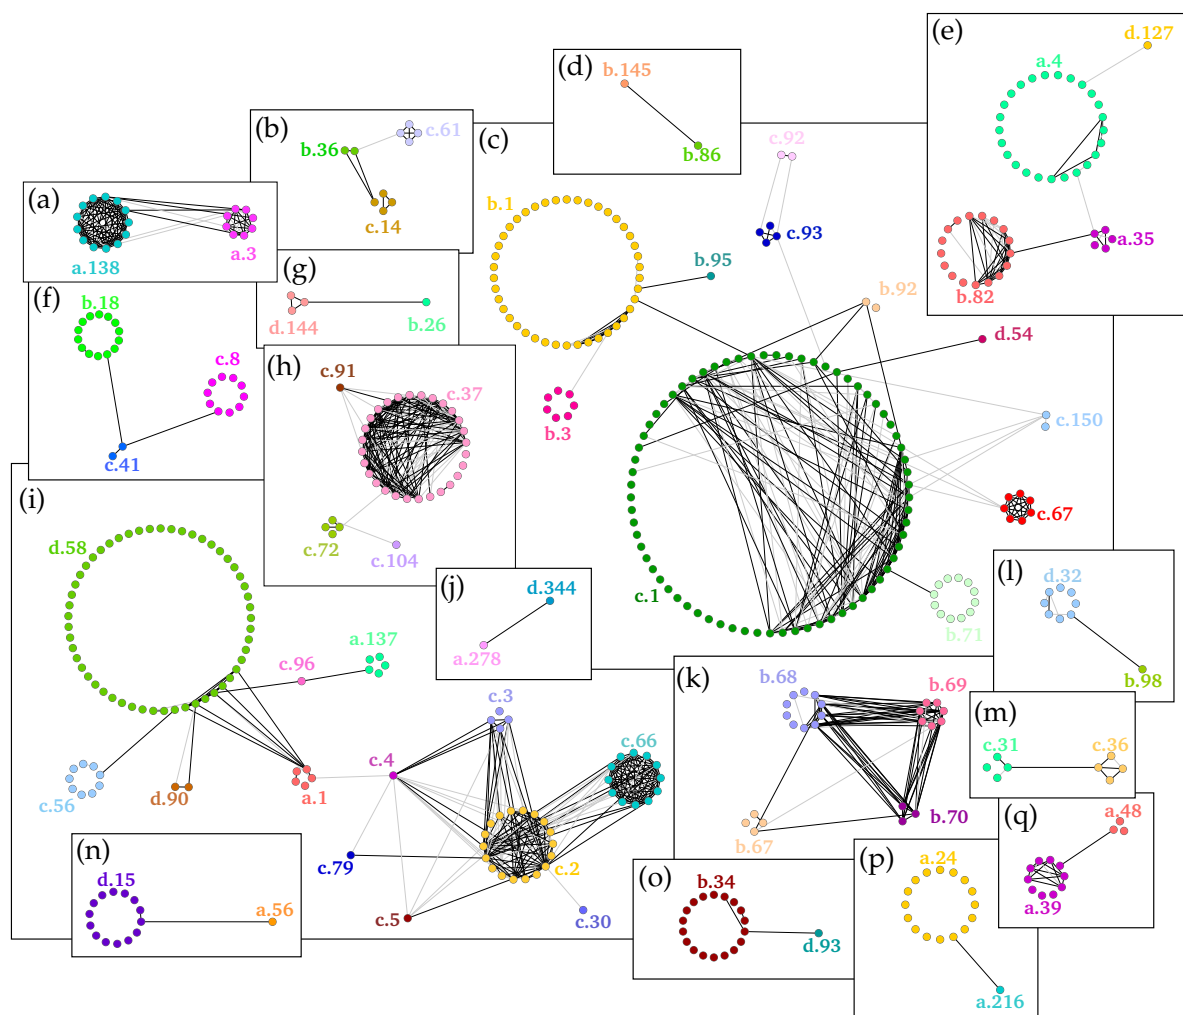 (a)
a.138
a.3
(b)
b.36
c.61
c.14
(c)
b.1
c.92
c.93
b.95
b.92
d.54
b.3
c.150
c.67
c.1
b.71
(d)
b.145
b.86
(e)
d.127
a.4
a.35
b.82
(f)
b.18
c.8
c.41
(g)
d.144
b.26
(h)
c.91
c.37
c.72
c.104
(i)
d.58
a.137
c.96
c.3
c.4
c.66
c.56
d.90
a.1
c.79
c.2
c.5
c.30
(j)
d.344
a.278
(k)
b.68
b.69
b.67
b.70
(l)
d.32
b.98
(m)
c.31
c.36
(n)
d.15
a.56
(o)
b.34
d.93
(p)
a.24
a.216
(q)
a.48
a.39